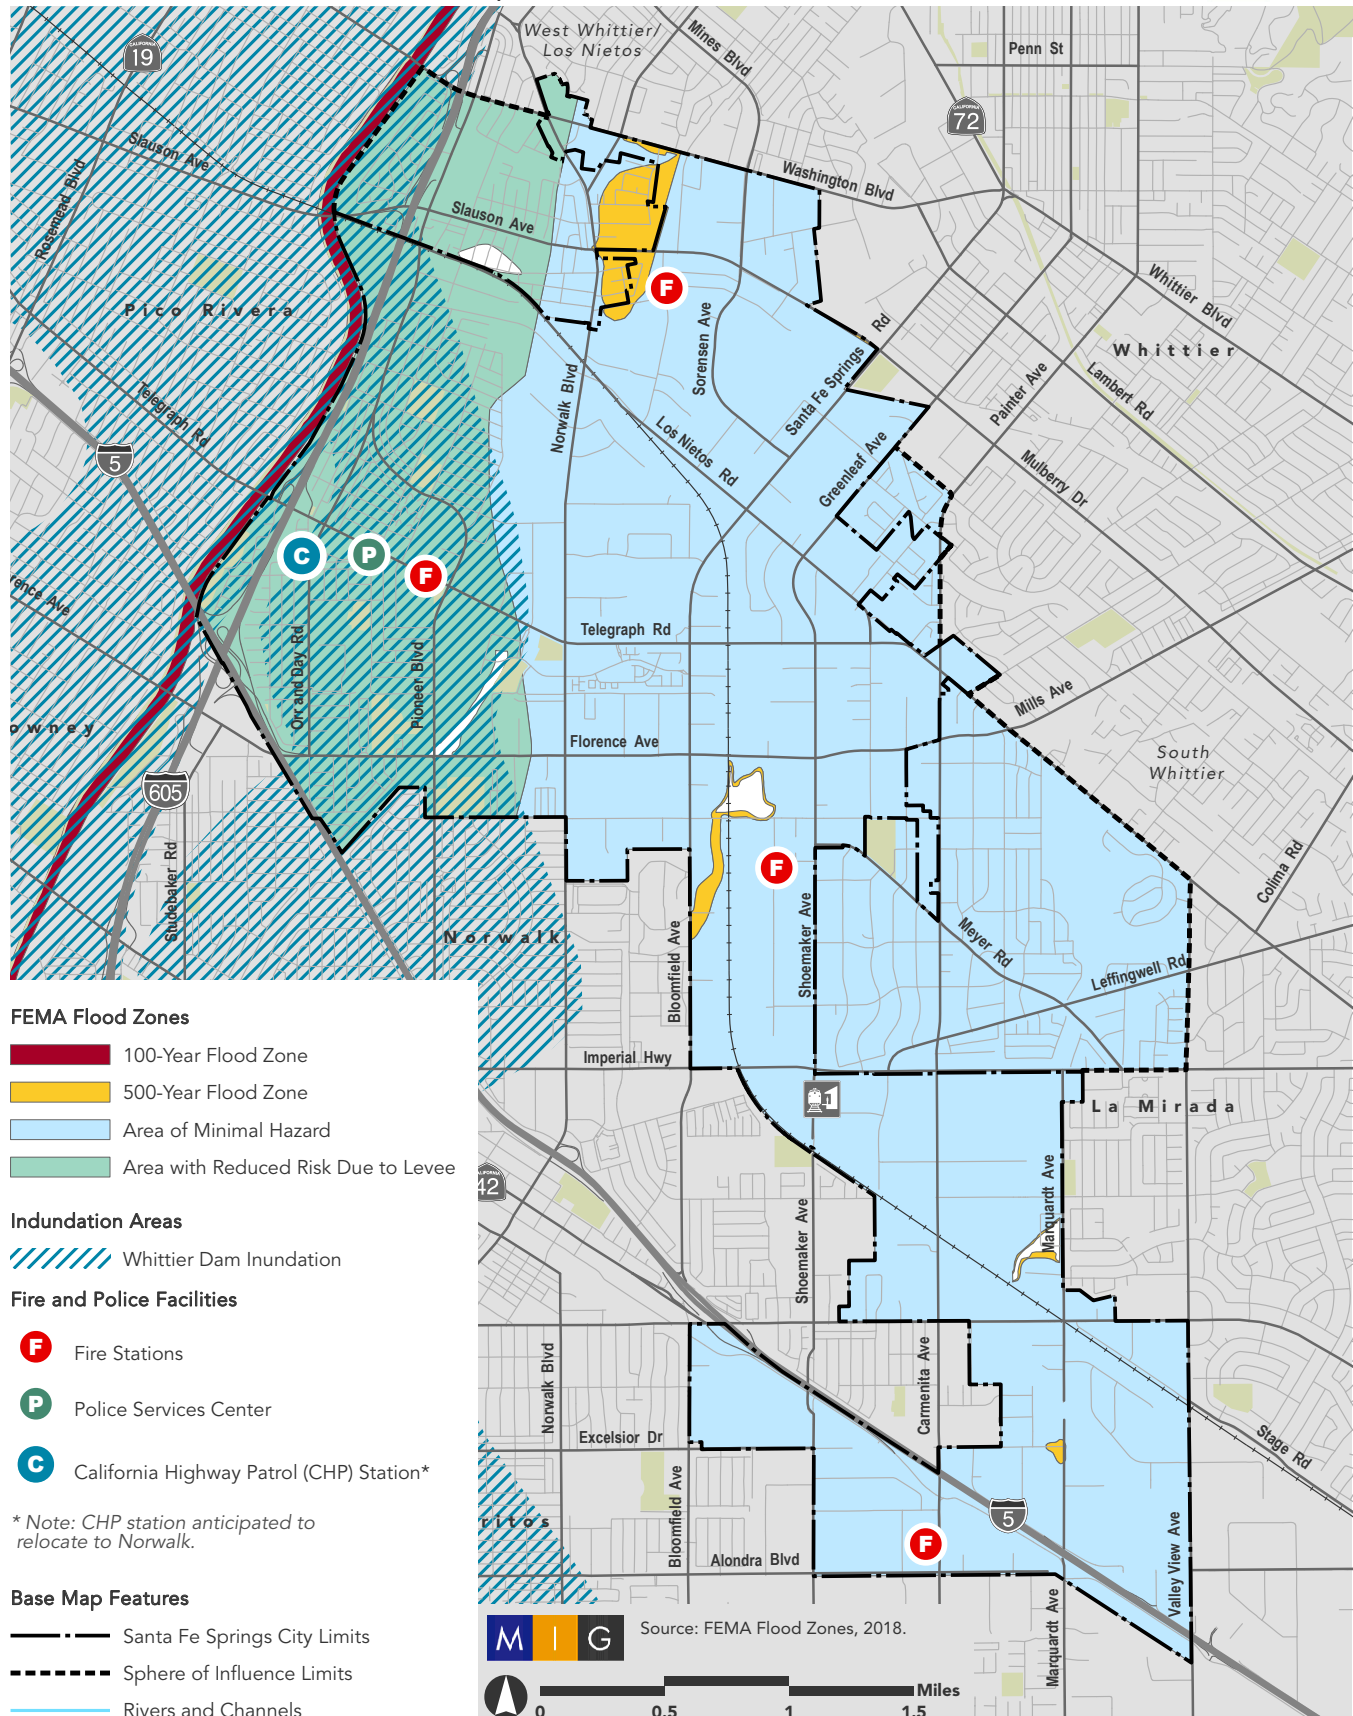 West Whittier/
Los Nietos
Mines Blvd
Penn St
CALIFORNIA
19
CALIFORNIA
72
Slauson Ave
Rosemead Blvd
Washington Blvd
Slauson Ave
Whittier Blvd
Pico Rivera
Whittier
Sorensen Ave
Santa Fe Springs Rd
Painter Ave
Lambert Rd
Telegraph Rd
Norwalk Blvd
Los Nietos Rd
Greenleaf Ave
Mulberry Dr
5
F
C
P
F
rence Ave
Telegraph Rd
Orr and Day Rd
Pioneer Blvd
Mills Ave
owney
Florence Ave
South
Whittier
605
F
Studebaker Rd
Colima Rd
Norwalk
Bloomfield Ave
Shoemaker Ave
Meyer Rd
Leffingwell Rd
Imperial Hwy
La Mirada
CALIFORNIA
42
Marquardt Ave
Shoemaker Ave
Norwalk Blvd
Carmenita Ave
Excelsior Dr
Stage Rd
Bloomfield Ave
ritos
5
F
Alondra Blvd
Valley View Ave
Marquardt Ave
FEMA Flood Zones
100-Year Flood Zone
500-Year Flood Zone
Area of Minimal Hazard
Area with Reduced Risk Due to Levee
Indundation Areas
Whittier Dam Inundation
Fire and Police Facilities
F Fire Stations
P Police Services Center
C California Highway Patrol (CHP) Station*
* Note: CHP station anticipated to
relocate to Norwalk.
Base Map Features
Santa Fe Springs City Limits
Sphere of Influence Limits
Rivers and Channels
M I G
Source: FEMA Flood Zones, 2018.
Miles
0 0.5 1 1.5